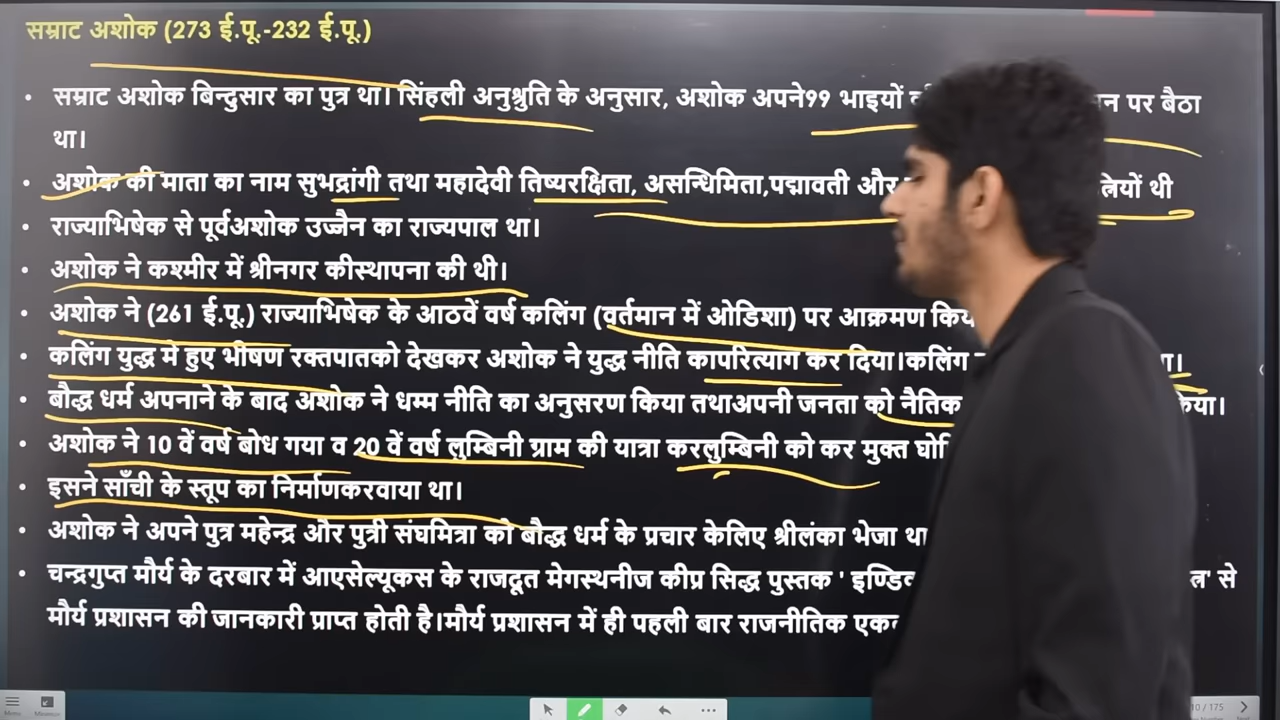 सम्राट अशोक (273 ई.पू.-232 ई.पू.)
• सम्राट अशोक बिन्दुसार का पुत्र था। सिंहली अनुश्रुति के अनुसार, अशोक अपने99 भाइयों पर बैठा
था।
• अशोक की माता का नाम सुभद्रांगी तथा महादेवी तिष्यरक्षिता, असन्धिमिता,पद्मावती और थी
• राज्याभिषेक से पूर्वअशोक उज्जैन का राज्यपाल था।
• अशोक ने कश्मीर में श्रीनगर कीस्थापना की थी।
• अशोक ने (261 ई.पू.) राज्याभिषेक के आठवें वर्ष कलिंग (वर्तमान में ओडिशा) पर आक्रमण
• कलिंग युद्ध मे हुए भीषण रक्तपातको देखकर अशोक ने युद्ध नीति कापरित्याग कर दिया।कलिंग
• बौद्ध धर्म अपनाने के बाद अशोक ने धम्म नीति का अनुसरण किया तथाअपनी जनता को नैतिक
• अशोक ने 10 वें वर्ष बोध गया व 20 वें वर्ष लुम्बिनी ग्राम की यात्रा करलुम्बिनी को कर मुक्त
• इसने साँची के स्तूप का निर्माणकरवाया था।
• अशोक ने अपने पुत्र महेन्द्र और पुत्री संघमित्रा को बौद्ध धर्म के प्रचार केलिए श्रीलंका भेजा था
• चन्द्रगुप्त मौर्य के दरबार में आएसेल्यूकस के राजदूत मेगस्थनीज कीप्र सिद्ध पुस्तक ' से
मौर्य प्रशासन की जानकारी प्राप्त होती है।मौर्य प्रशासन में ही पहली बार राजनीतिक
Menu
10 / 175